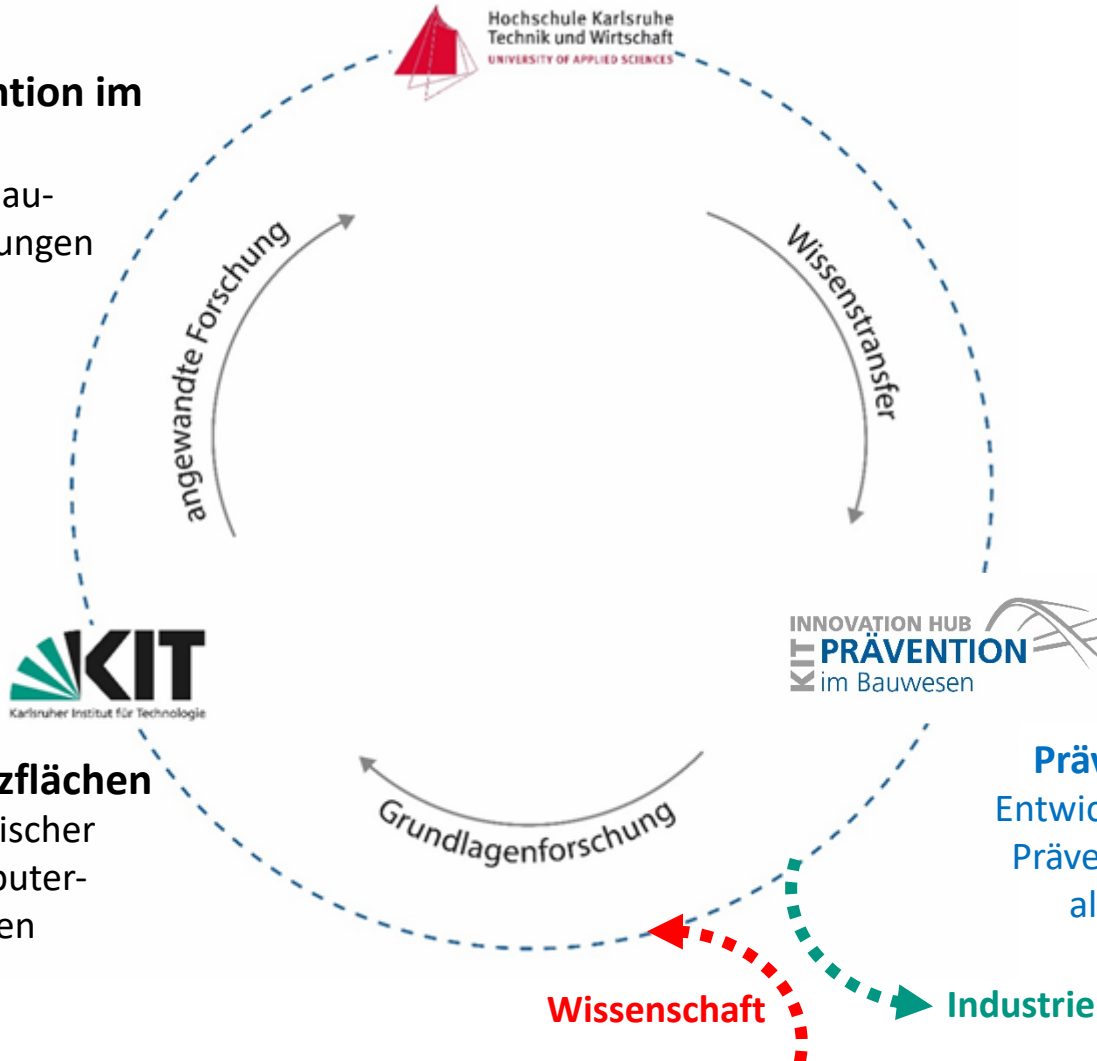 Hochschule Karlsruhe
Technik und Wirtschaft
UNIVERSITY OF APPLIED SCIENCES
ntion im
au-
ungen
angewandte Forschung
Wissenstransfer
KIT
Karlsruher Institut für Technologie
INNOVATION HUB
KIT PRÄVENTION
im Bauwesen
zflächen
ischer
puter-
en
Grundlagenforschung
Präv
Entwic
Präve
al
Wissenschaft
Industrie